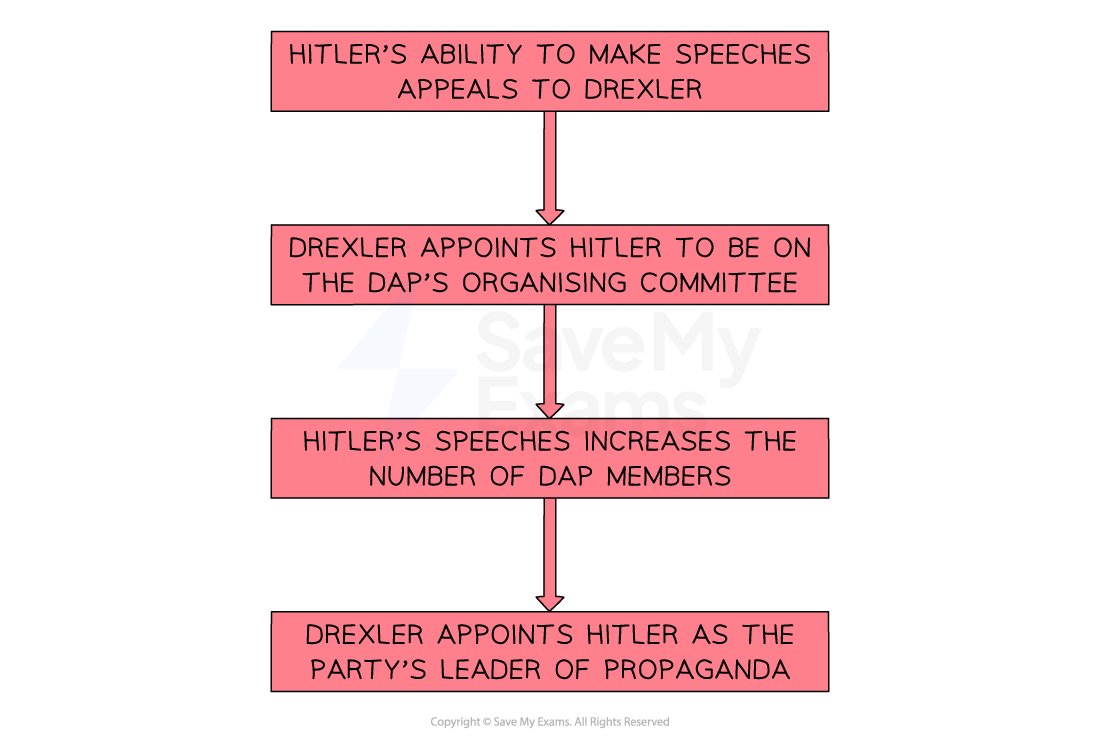 HITLER'S ABILITY TO MAKE SPEECHES
APPEALS TO DREXLER
DREXLER APPOINTS HITLER TO BE ON
THE DAP'S ORGANISING COMMITTEE
SaveMy
Exams
HITLER'S SPEECHES INCREASES THE
NUMBER OF DAP MEMBERS
DREXLER APPOINTS HITLER AS THE
PARTY'S LEADER OF PROPAGANDA
Copyright © Save My Exams. All Rights Reserved